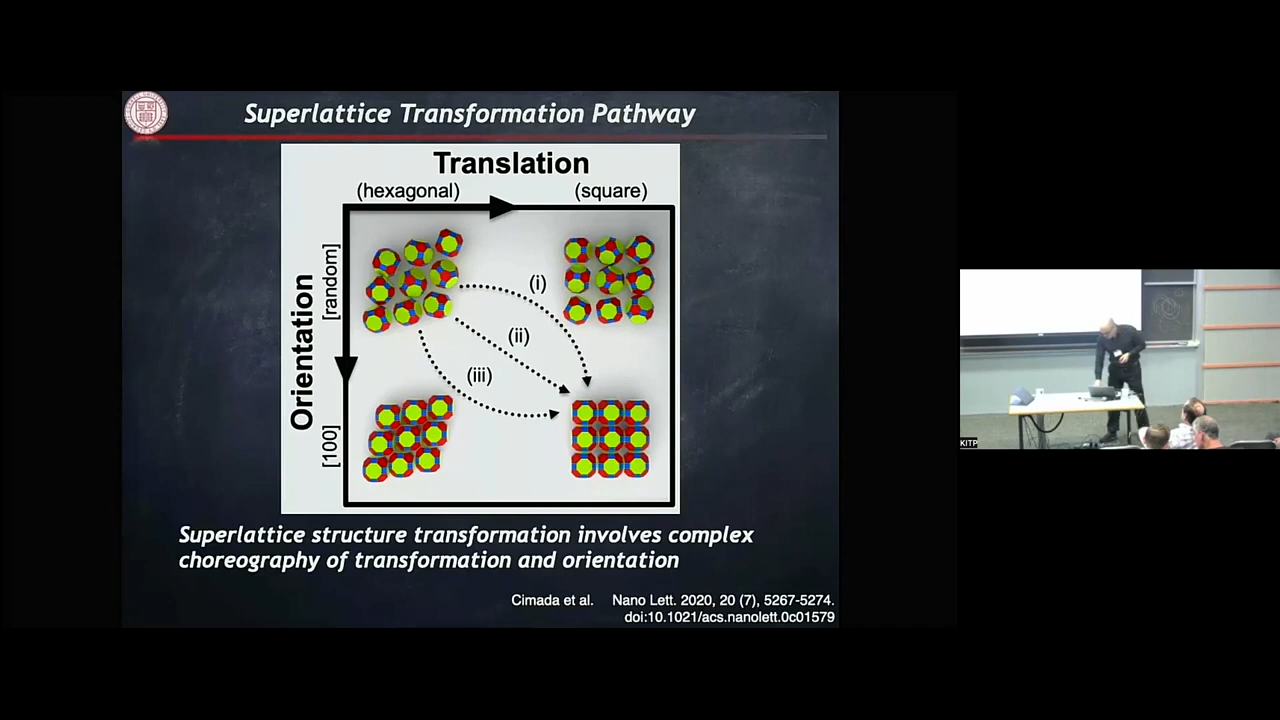 Superlattice Transformation Pathway
Translation
(hexagonal)
(square)
Orientation
[random]
[100]
(i)
(ii)
(iii)
Superlattice structure transformation involves complex
choreography of transformation and orientation
Cimada et al. Nano Lett. 2020, 20 (7), 5267-5274.
doi:10.1021/acs.nanolett.0c01579
KITP